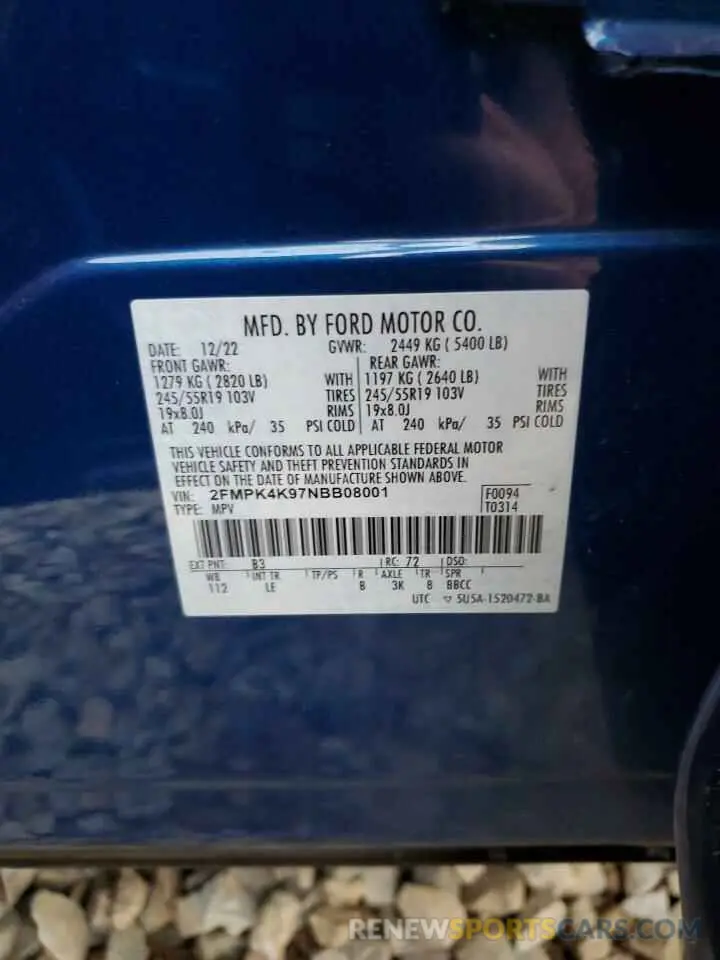 MFD. BY FORD MOTOR CO.
DATE: 12/22 GVWR: 2449 KG ( 5400 LB)
FRONT GAWR: REAR GAWR:
1279 KG ( 2820 LB) WITH 1197 KG ( 2640 LB) WITH
245/55R19 103V TIRES 245/55R19 103V TIRES
19x8.0J RIMS 19x8.0J RIMS
AT 240 kPa/ 35 PSI COLD AT 240 kPa/ 35 PSI COLD
THIS VEHICLE CONFORMS TO ALL APPLICABLE FEDERAL MOTOR
VEHICLE SAFETY AND THEFT PREVENTION STANDARDS IN
EFFECT ON THE DATE OF MANUFACTURE SHOWN ABOVE.
VIN: 2FMPK4K97NBB08001 F0094
TYPE: MPV T0314
EXT PNT: B3 RC: 72 DSO:
WB INT TR TP/PS R AXLE TR SPR
112 LE B 3K 8 BBCC
UTC 5U5A-1520472-BA
RENEWSPORTSCARS.COM